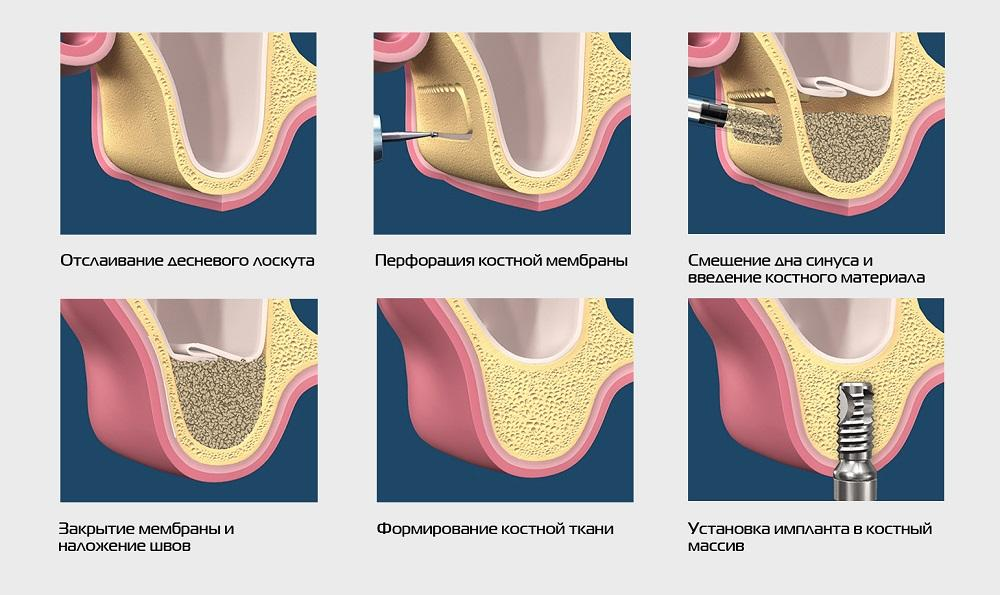 Отслаивание десневого лоскута
Перфорация костной мембраны
Смещение дна синуса и
введение костного материала
Закрытие мембраны и
наложение швов
Формирование костной ткани
Установка импланта в костный
массив